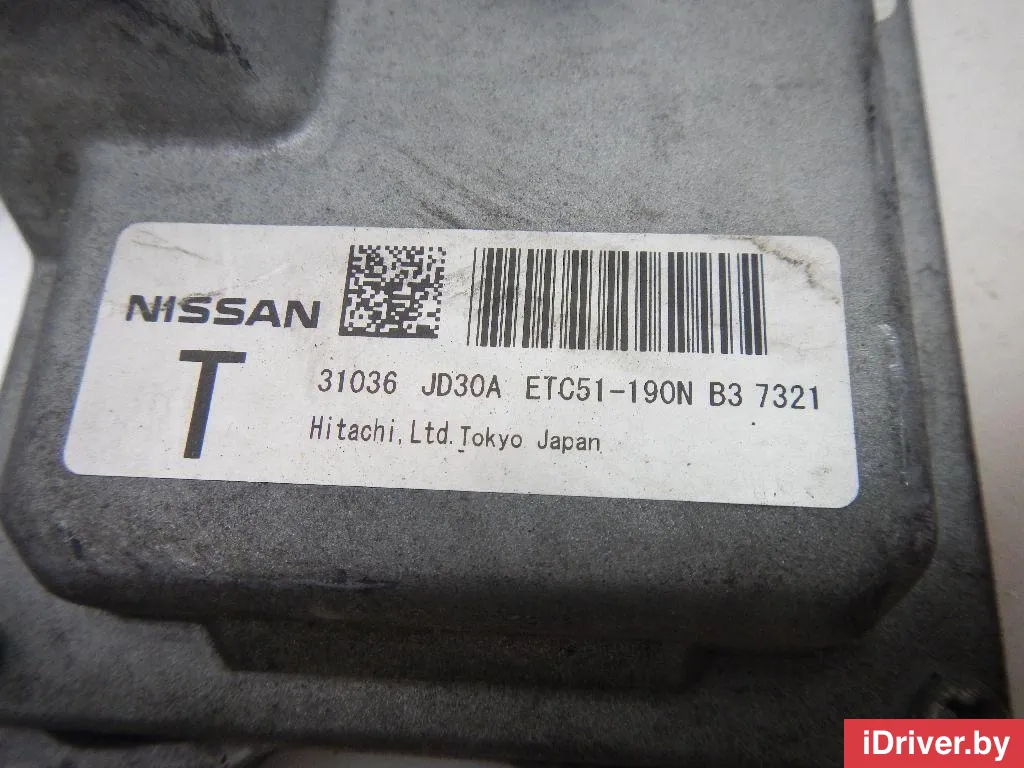 NISSAN
T
31036 JD30A ETC51-190N B3 7321
Hitachi,Ltd.Tokyo Japan
iDriver.by